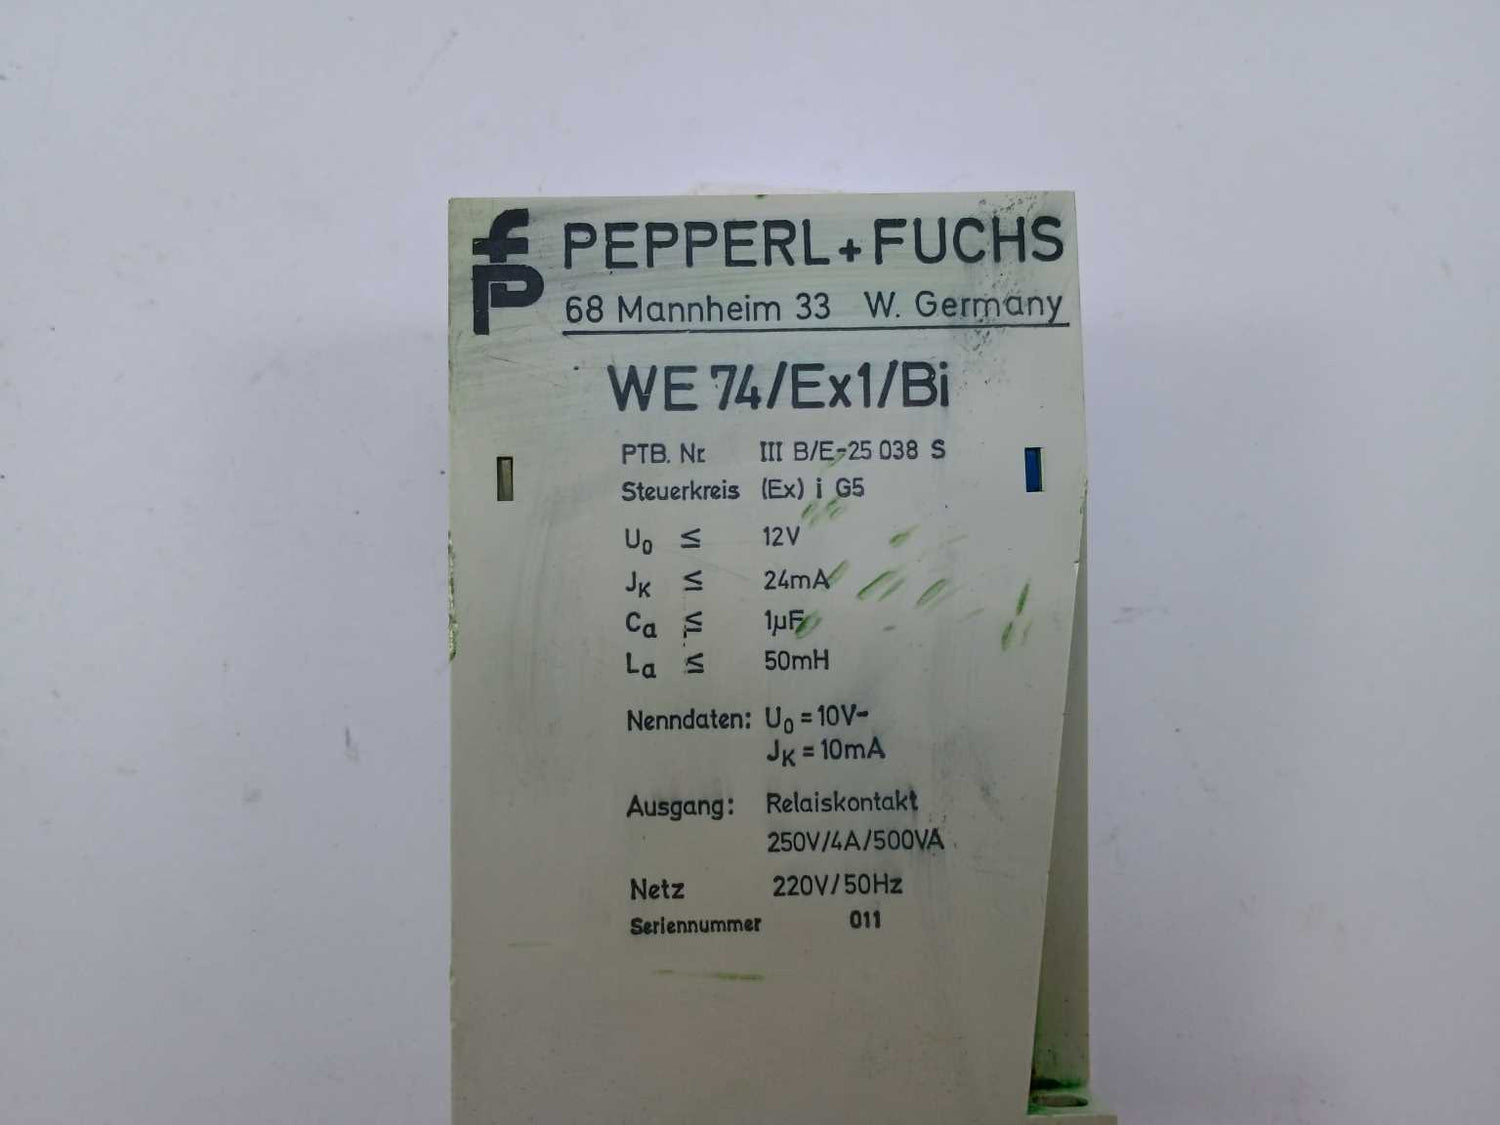 fP PEPPERL+FUCHS
68 Mannheim 33 W. Germany
WE 74/Ex1/Bi
PTB. Nr. III B/E-25 038 S
Steuerkreis (Ex) i G5
U₀ ≤ 12V
Jₖ ≤ 24mA
Cₐ ≤ 1µF
Lₐ ≤ 50mH
Nenndaten: U₀ = 10V-
Jₖ = 10mA
Ausgang: Relaiskontakt
250V/4A/500VA
Netz 220V/50Hz
Seriennummer 011